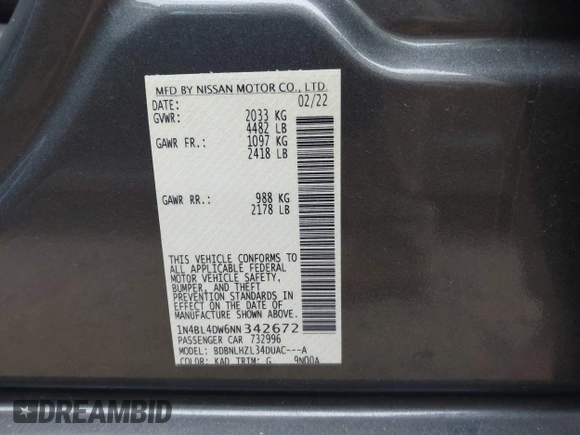 MFD BY NISSAN MOTOR CO., LTD.
DATE: 02/22
GVWR: 2033 KG
4482 LB
GAWR FR.: 1097 KG
2418 LB
GAWR RR.: 988 KG
2178 LB
THIS VEHICLE CONFORMS TO
ALL APPLICABLE FEDERAL
MOTOR VEHICLE SAFETY,
BUMPER, AND THEFT
PREVENTION STANDARDS IN
EFFECT ON THE DATE OF
MANUFACTURE SHOWN ABOVE.
1N4BL4DW6NN342672
PASSENGER CAR 732996
MODEL: BDBNLHZL34DUAC---A
COLOR: KAD TRIM: G 9N00A
DREAMBID